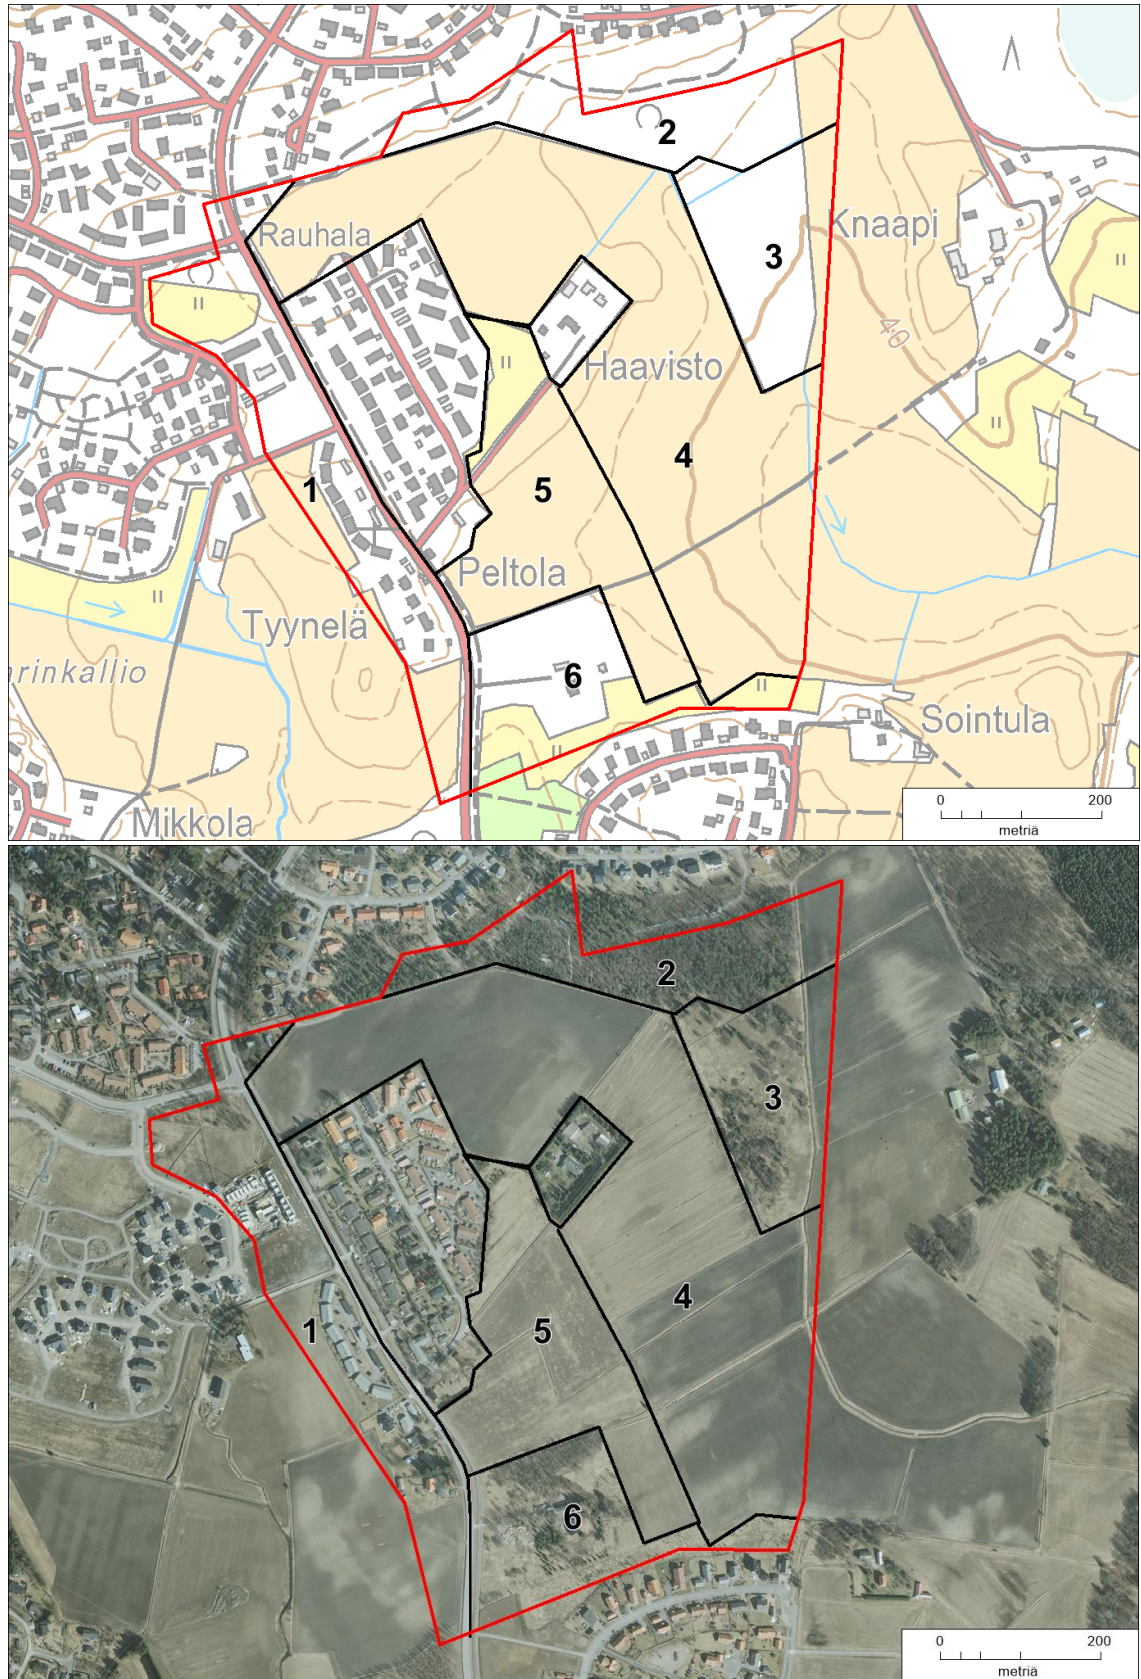 2
Rauhala
Knaapi
3
II
II
40
II
Haavisto
II
4
1
5
II
Peltola
Tyynelä
rinkallio
6
II
Sointula
II
Mikkola
0 200
metriä
2
3
4
1
5
6
0 200
metriä